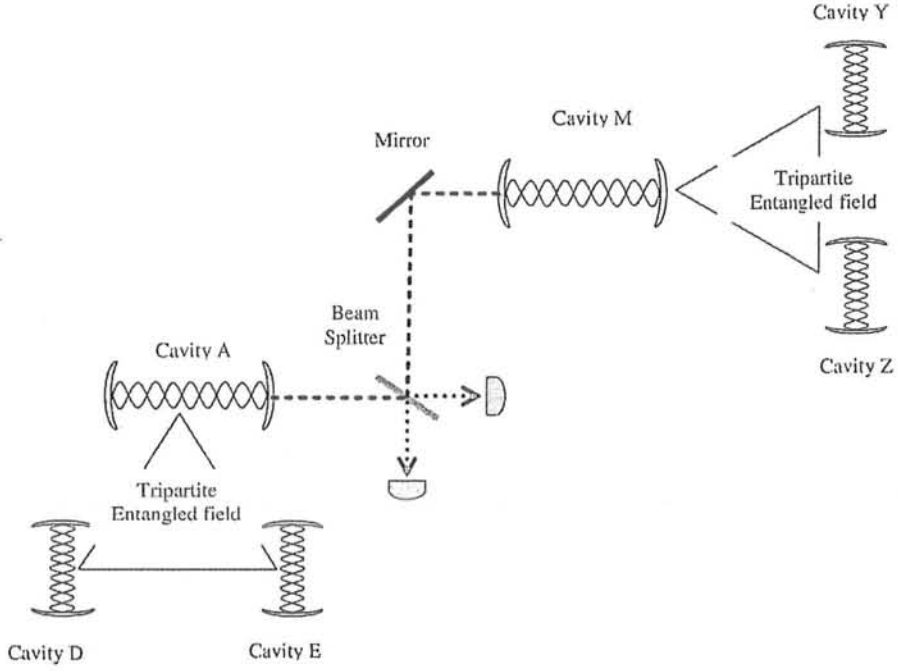 Cavity Y
Cavity M
Mirror
Tripartite
Entangled field
Beam
Splitter
Cavity A
Cavity Z
Tripartite
Entangled field
Cavity D
Cavity E